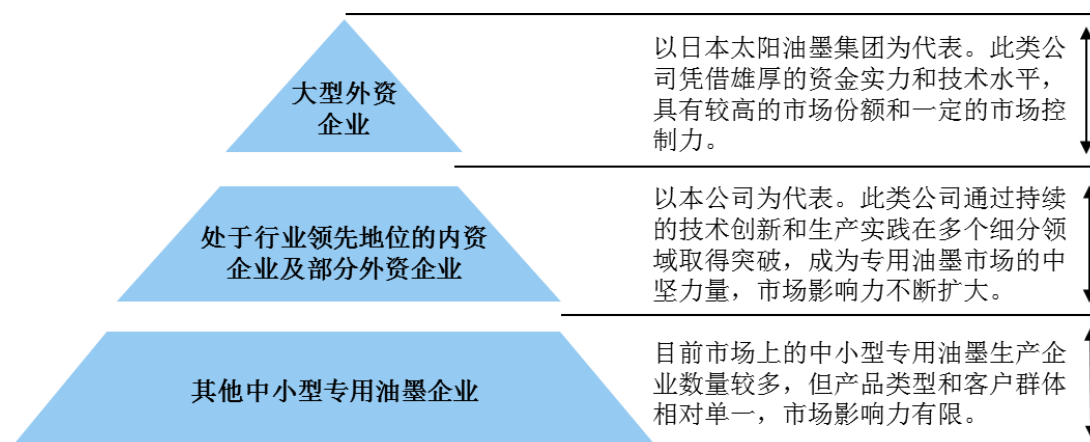 大型外资
企业
以日本太阳油墨集团为代表。此类公
司凭借雄厚的资金实力和技术水平，
具有较高的市场份额和一定的市场控
制力。
处于行业领先地位的内资
企业及部分外资企业
以本公司为代表。此类公司通过持续
的技术创新和生产实践在多个细分领
域取得突破，成为专用油墨市场的中
坚力量，市场影响力不断扩大。
其他中小型专用油墨企业
目前市场上的中小型专用油墨生产企
业数量较多，但产品类型和客户群体
相对单一，市场影响力有限。